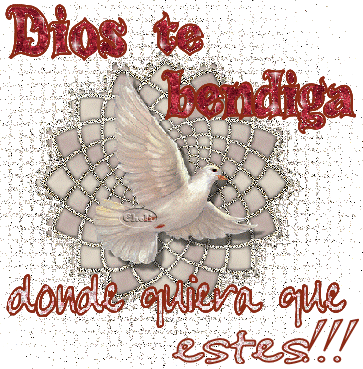 Dios te
bendiga
donde quiera que
estes!!!